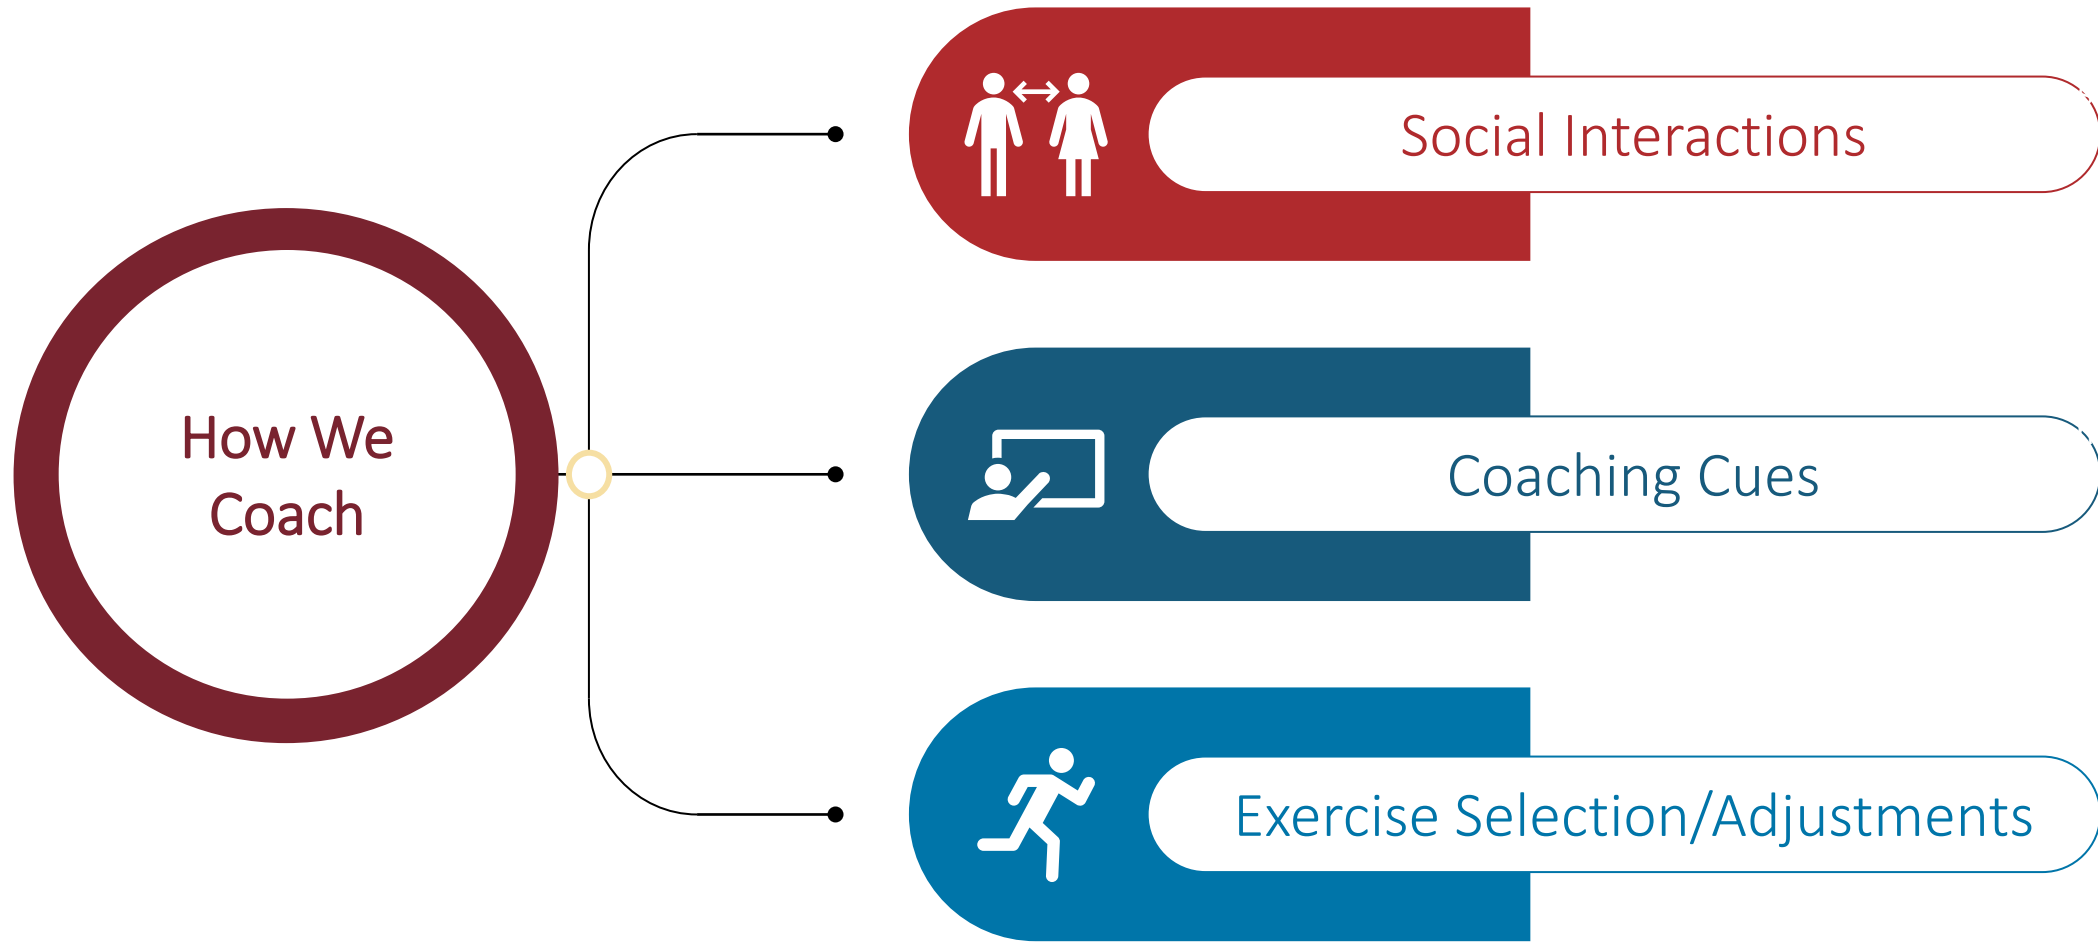 How We
Coach
Social Interactions
Coaching Cues
Exercise Selection/Adjustments